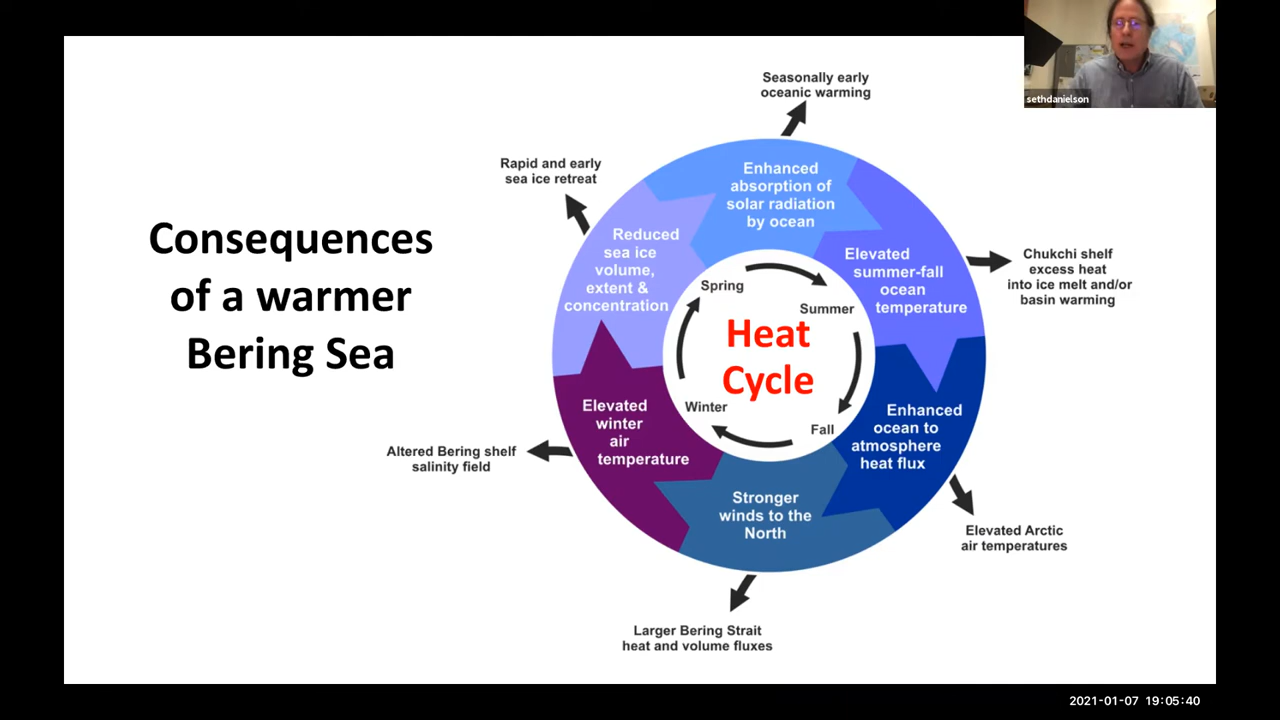 sethdanielson
Consequences
of a warmer
Bering Sea
Seasonally early
oceanic warming
Rapid and early
sea ice retreat
Enhanced
absorption of
solar radiation
by ocean
Reduced
sea ice
volume,
extent &
concentration
Elevated
summer-fall
ocean
temperature
Chukchi shelf
excess heat
into ice melt and/or
basin warming
Spring
Summer
Heat
Cycle
Winter
Fall
Elevated
winter
air
temperature
Enhanced
ocean to
atmosphere
heat flux
Altered Bering shelf
salinity field
Stronger
winds to the
North
Elevated Arctic
air temperatures
Larger Bering Strait
heat and volume fluxes
2021-01-07 19:05:40